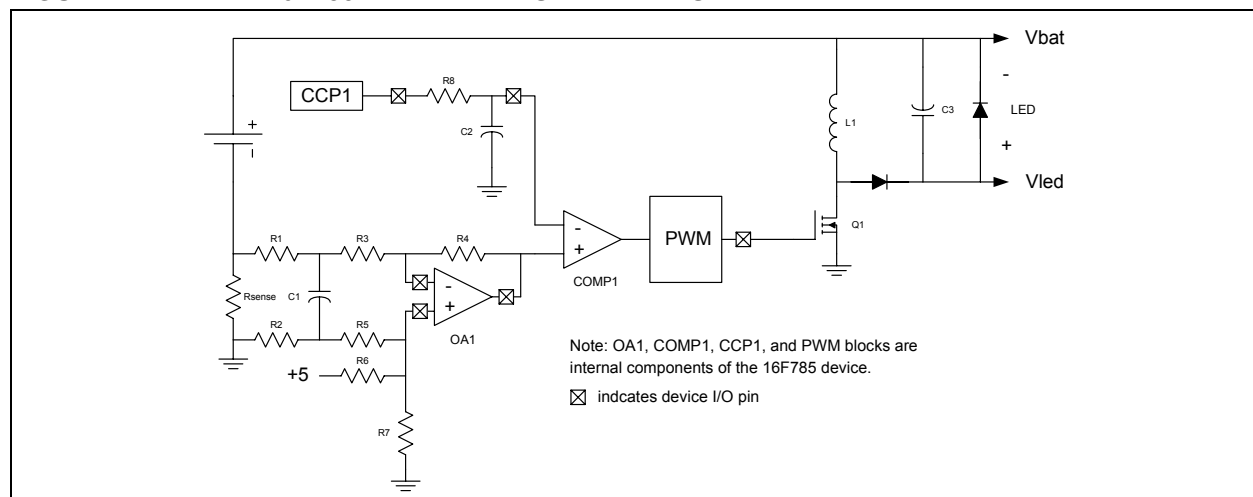 Vbat
R8
CCP1
-
+
–
C2
L1
C3
LED
+
Vled
R1
R3
R4
-
PWM
Q1
+
COMP1
Rsense
C1
-
+
R2
R5
OA1
Note: OA1, COMP1, CCP1, and PWM blocks are
internal components of the 16F785 device.
R6
+5
indcates device I/O pin
R7